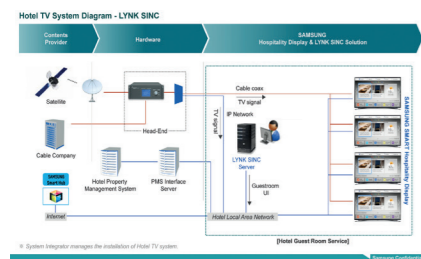 Hotel TV System Diagram - LYNK SINC
Contents
Provider
Hardware
SAMSUNG
Hospitality Display & LYNK SINC Solution
Satellite
Cable Company
Head-End
Cable coax
TV signal
TV signal
IP Network
LYNK SINC
Server
Guestroom
UI
Hotel Property
Management System
PMS Interface
Server
SAMSUNG
Smart Hub
Internet
Hotel Local Area Network
SAMSUNG SMART Hospitality Display
[Hotel Guest Room Service]
※ System Integrator manages the installation of Hotel TV system
Samsung Confidential